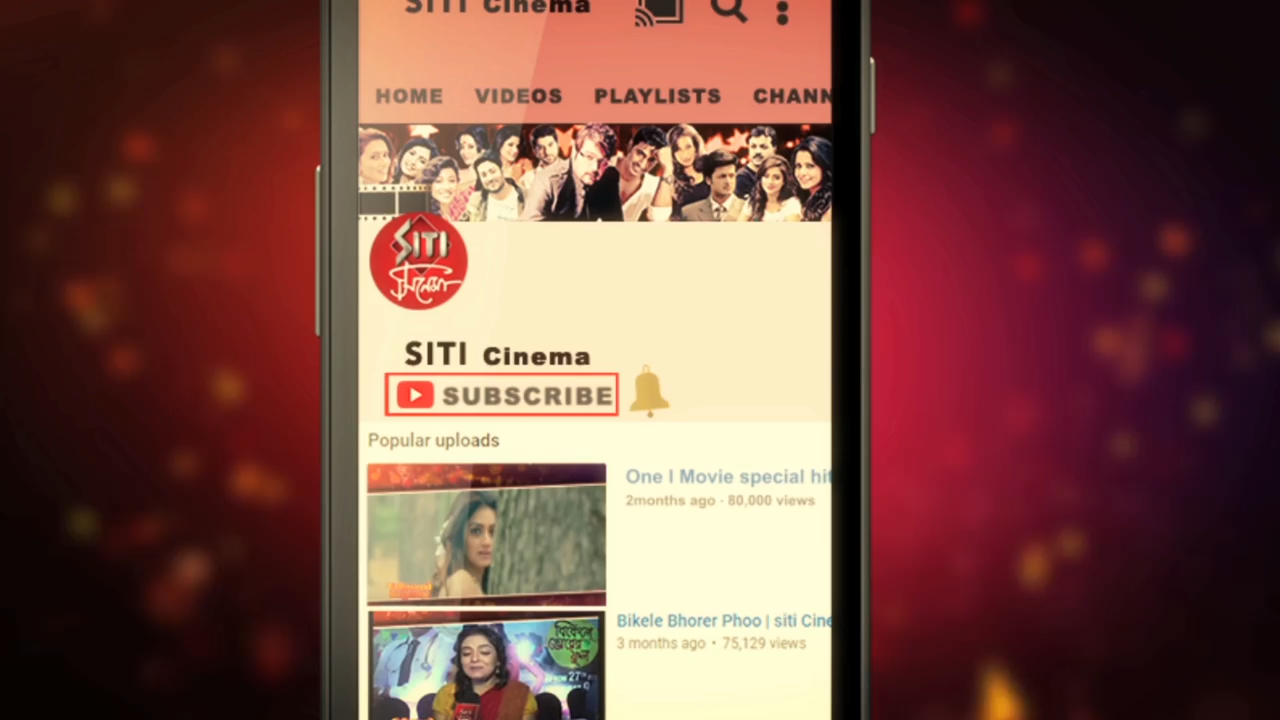 SITI Cinema
HOME VIDEOS PLAYLISTS CHANN
SITI
সিনেমা
SITI Cinema
SUBSCRIBE
Popular uploads
One I Movie special hit
2months ago · 80,000 views
Bikele Bhorer Phoo | siti Cine
3 months ago · 75,129 views
বিকেলে
ভোরের
ফুল